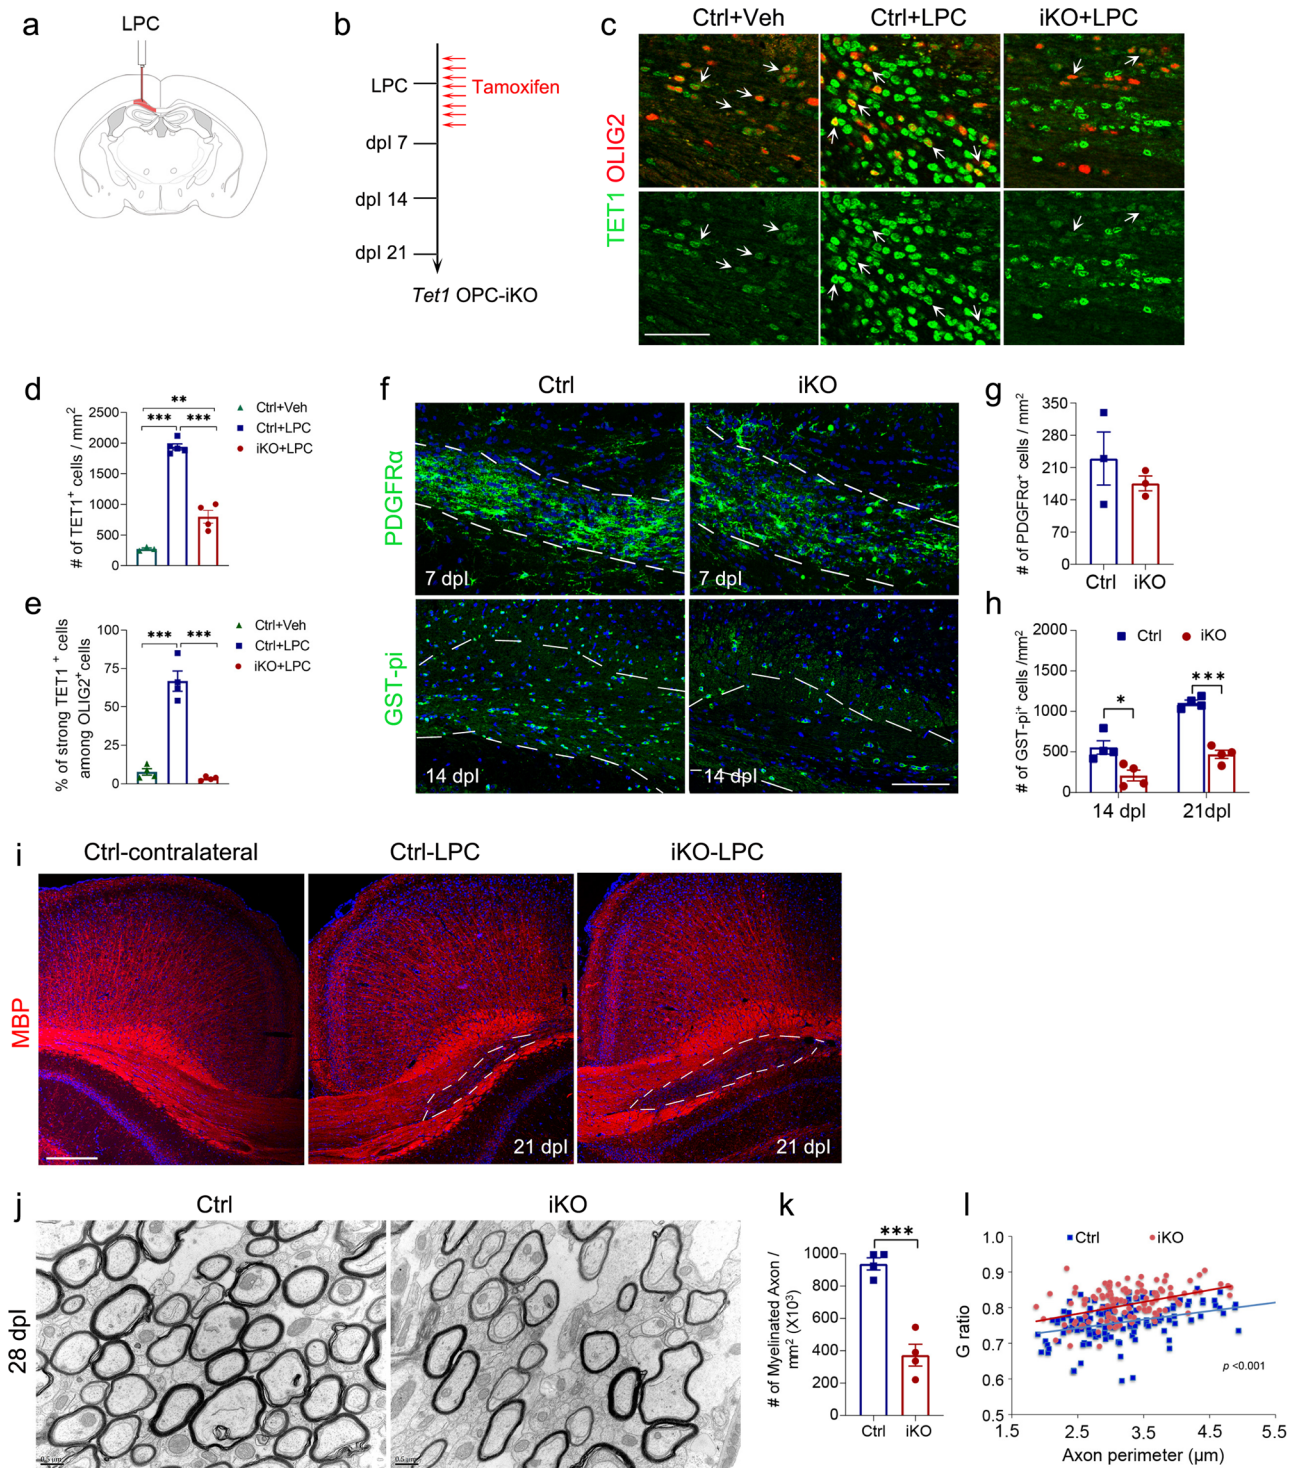 a
LPC
b
LPC
Tamoxifen
dpl 7
dpl 14
dpl 21
Tet1 OPC-iKO
c
Ctrl+Veh
Ctrl+LPC
iKO+LPC
TET1 OLIG2
d
# of TET1+ cells / mm2
2500
2000
1500
1000
500
0
**
***
***
Ctrl+Veh
Ctrl+LPC
iKO+LPC
e
% of strong TET1 + cells
among OLIG2+ cells
100
75
50
25
0
***
***
Ctrl+Veh
Ctrl+LPC
iKO+LPC
f
Ctrl
iKO
PDGFRα
7 dpl
7 dpl
GST-pi
14 dpl
14 dpl
g
# of PDGFRα+ cells / mm2
350
280
210
140
70
0
Ctrl
iKO
h
# of GST-pi+ cells /mm2
2000
1500
1000
500
0
Ctrl
iKO
*
***
14 dpl
21dpl
i
Ctrl-contralateral
Ctrl-LPC
iKO-LPC
MBP
21 dpl
21 dpl
j
Ctrl
iKO
28 dpl
0.5 μm
0.5 μm
k
# of Myelinated Axon /
mm2 (X103)
1000
800
600
400
200
0
***
Ctrl
iKO
l
Ctrl
iKO
G ratio
1.0
0.9
0.8
0.7
0.6
0.5
p <0.001
1.5
2.5
3.5
4.5
5.5
Axon perimeter (μm)